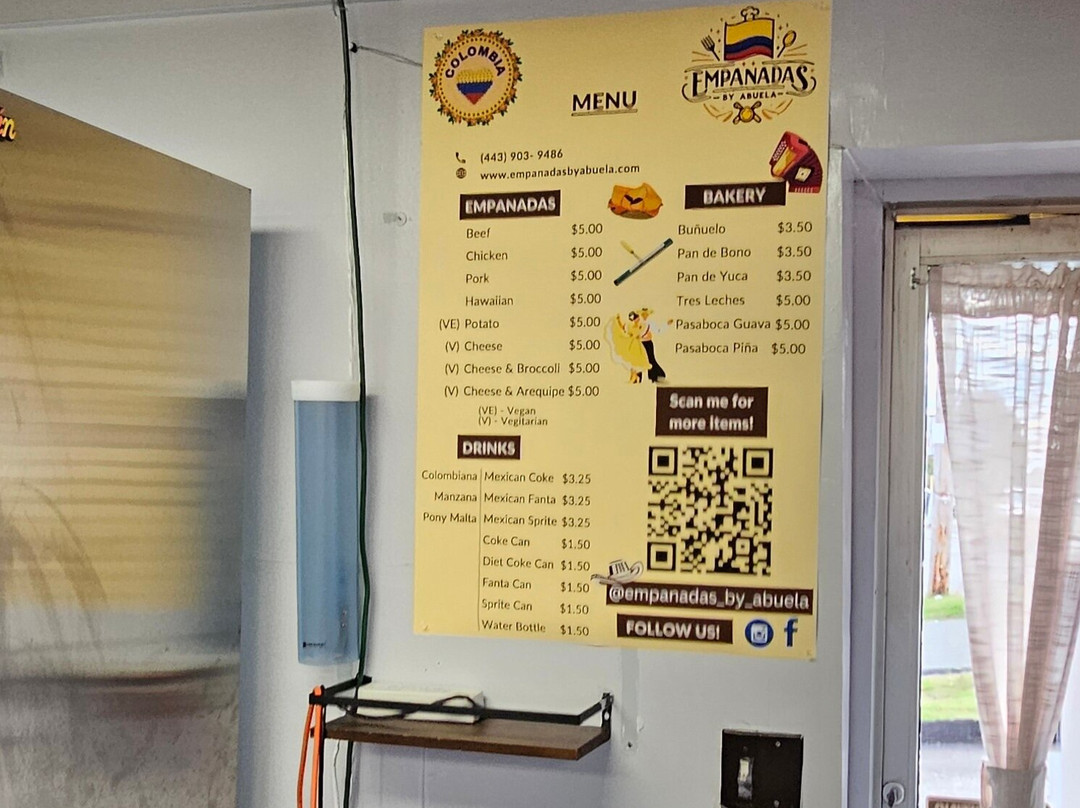 COLOMBIA
EMPANADAS
BY ABUELA
MENU
(443) 903- 9486
www.empanadasbyabuela.com
EMPANADAS
Beef $5.00
Chicken $5.00
Pork $5.00
Hawaiian $5.00
(VE) Potato $5.00
(V) Cheese $5.00
(V) Cheese & Broccoli $5.00
(V) Cheese & Arequipe $5.00
(VE) - Vegan
(V) - Vegitarian
BAKERY
Buñuelo $3.50
Pan de Bono $3.50
Pan de Yuca $3.50
Tres Leches $5.00
Pasaboca Guava $5.00
Pasaboca Piña $5.00
DRINKS
Colombiana Mexican Coke $3.25
Manzana Mexican Fanta $3.25
Pony Malta Mexican Sprite $3.25
Coke Can $1.50
Diet Coke Can $1.50
Fanta Can $1.50
Sprite Can $1.50
Water Bottle $1.50
Scan me for
more items!
@empanadas_by_abuela
FOLLOW US!